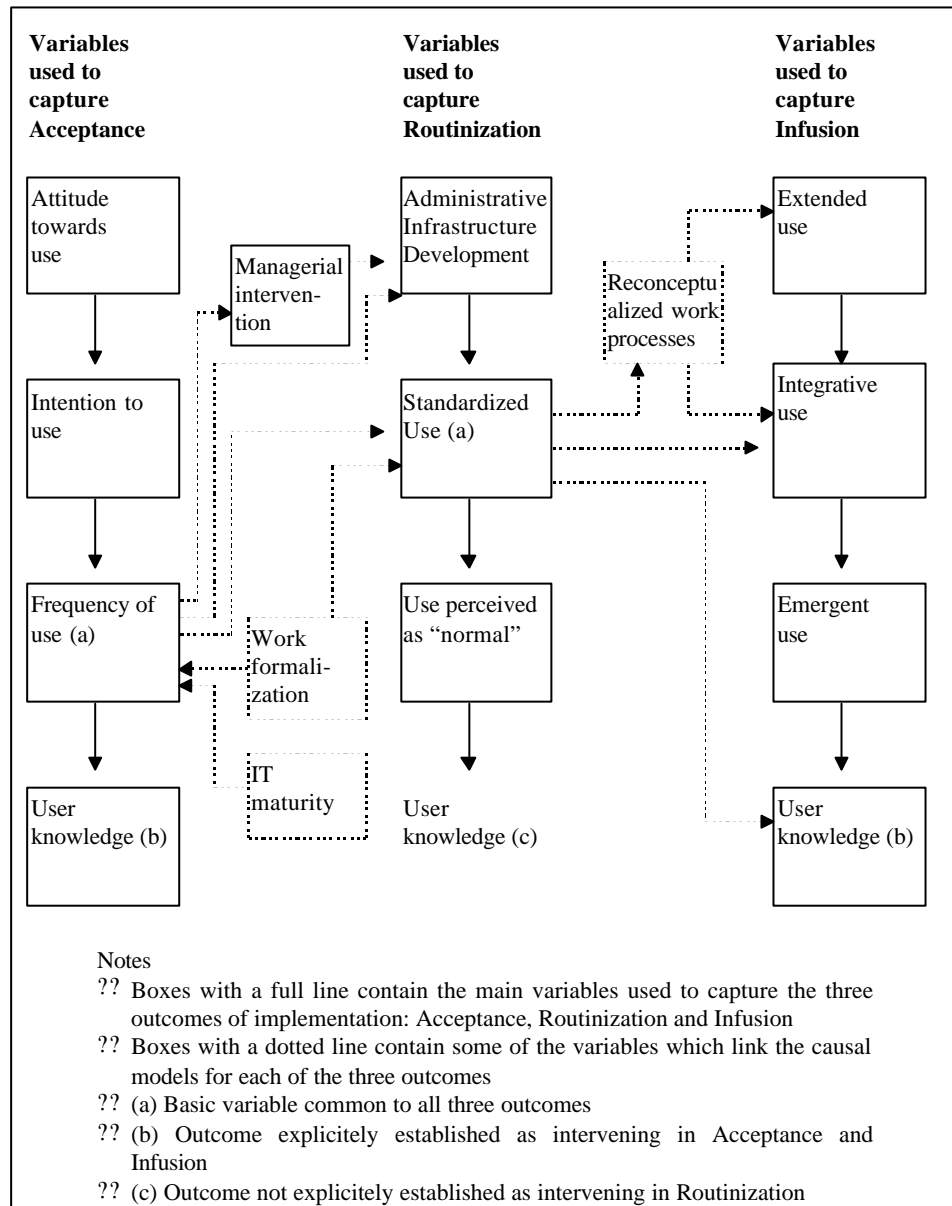 Variables
used to
capture
Acceptance
Variables
used to
capture
Routinization
Variables
used to
capture
Infusion
Attitude
towards
use
Managerial
interven-
tion
Administrative
Infrastructure
Development
Reconceptu
alized work
processes
Extended
use
Intention to
use
Standardized
Use (a)
Integrative
use
Frequency of
use (a)
Work
formali-
zation
Use perceived
as “normal”
Emergent
use
User
knowledge (b)
IT
maturity
User
knowledge (c)
User
knowledge (b)
Notes
?? Boxes with a full line contain the main variables used to capture the three
outcomes of implementation: Acceptance, Routinization and Infusion
?? Boxes with a dotted line contain some of the variables which link the causal
models for each of the three outcomes
?? (a) Basic variable common to all three outcomes
?? (b) Outcome explicitely established as intervening in Acceptance and
Infusion
?? (c) Outcome not explicitely established as intervening in Routinization